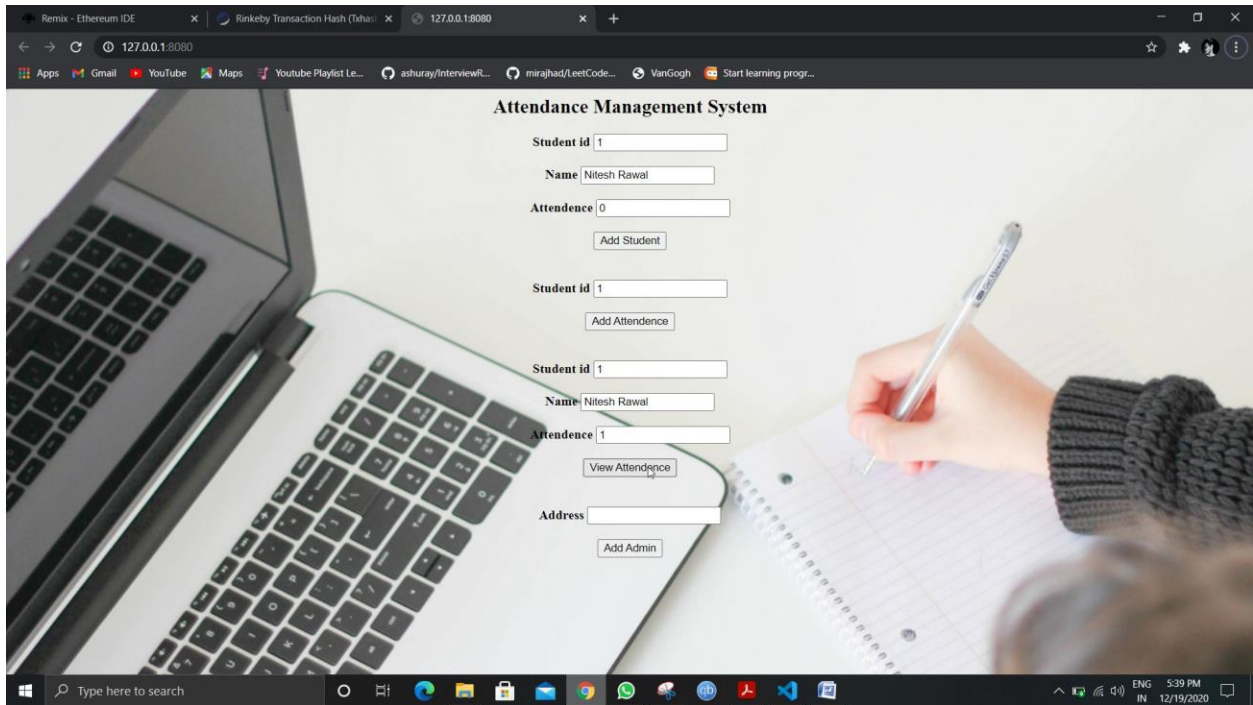 Remix - Ethereum IDE
Rinkeby Transaction Hash (Txhas
127.0.0.1:8080
127.0.0.1:8080
Apps Gmail YouTube Maps Youtube Playlist Le... ashuray/InterviewR... mirajhad/LeetCode... VanGogh Start learning progr...
Attendance Management System
Student id 1
Name Nitesh Rawal
Attendence 0
Add Student
Student id 1
Add Attendence
Student id 1
Name Nitesh Rawal
Attendence 1
View Attendence
Address
Add Admin
Type here to search
qb
ENG 5:39 PM
IN 12/19/2020